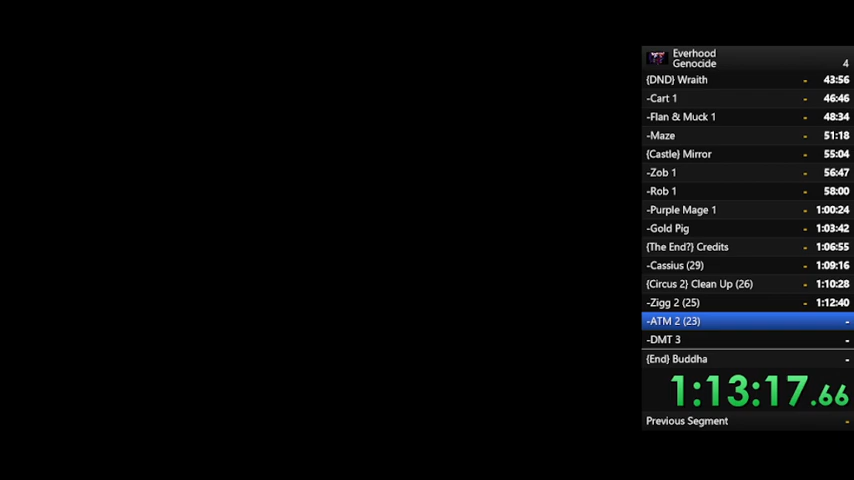 Everhood
Genocide 4
{DND} Wraith - 43:56
-Cart 1 - 46:46
-Flan & Muck 1 - 48:34
-Maze - 51:18
{Castle} Mirror - 55:04
-Zob 1 - 56:47
-Rob 1 - 58:00
-Purple Mage 1 - 1:00:24
-Gold Pig - 1:03:42
{The End?} Credits - 1:06:55
-Cassius (29) - 1:09:16
{Circus 2} Clean Up (26) - 1:10:28
-Zigg 2 (25) - 1:12:40
-ATM 2 (23) -
-DMT 3 -
{End} Buddha -
1:13:17.66
Previous Segment -